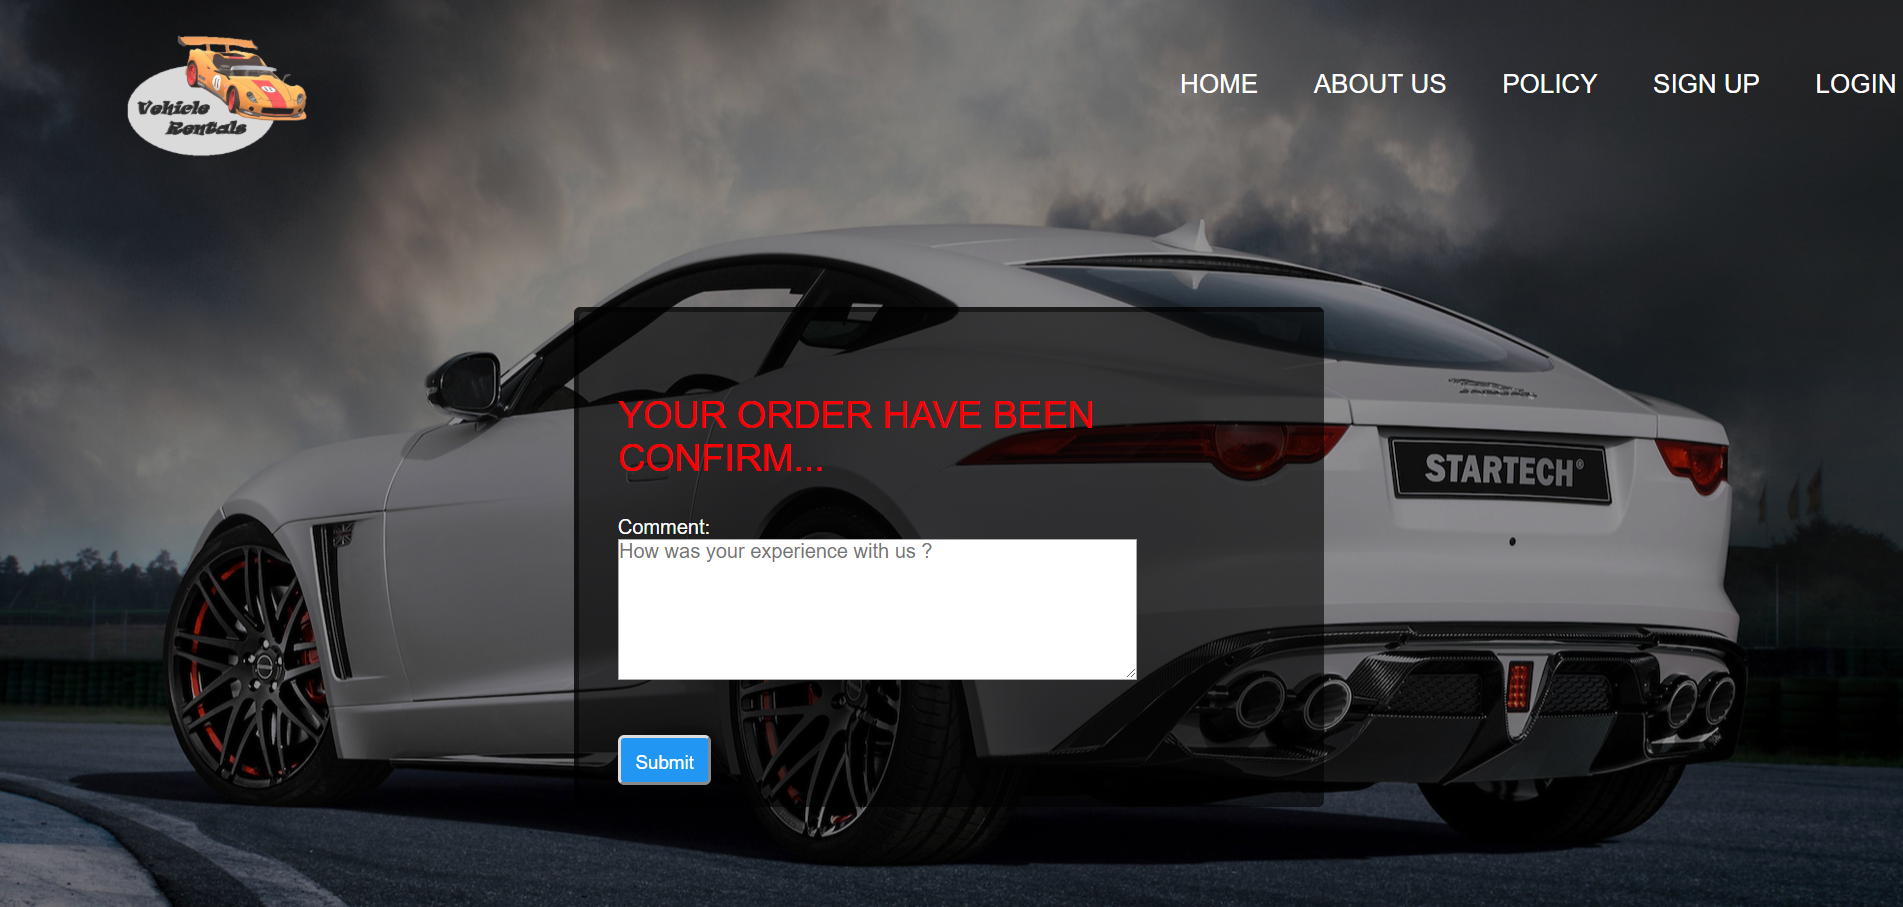 Vehicle
Rentals
HOME ABOUT US POLICY SIGN UP LOGIN
YOUR ORDER HAVE BEEN
CONFIRM...
STARTECH®
Comment:
How was your experience with us ?
Submit